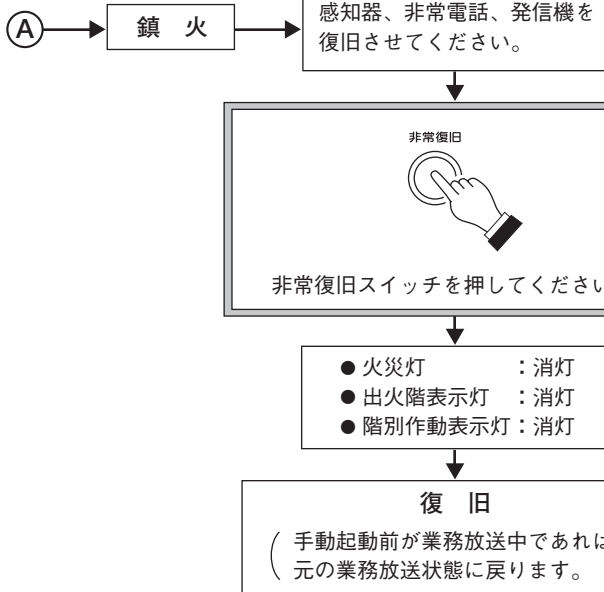 A
鎮 火
感知器、非常電話、発信機を
復旧させてください。
非常復旧
非常復旧スイッチを押してください
●火災灯 ：消灯
●出火階表示灯 ：消灯
●階別作動表示灯：消灯
復 旧
手動起動前が業務放送中であれば
元の業務放送状態に戻ります。